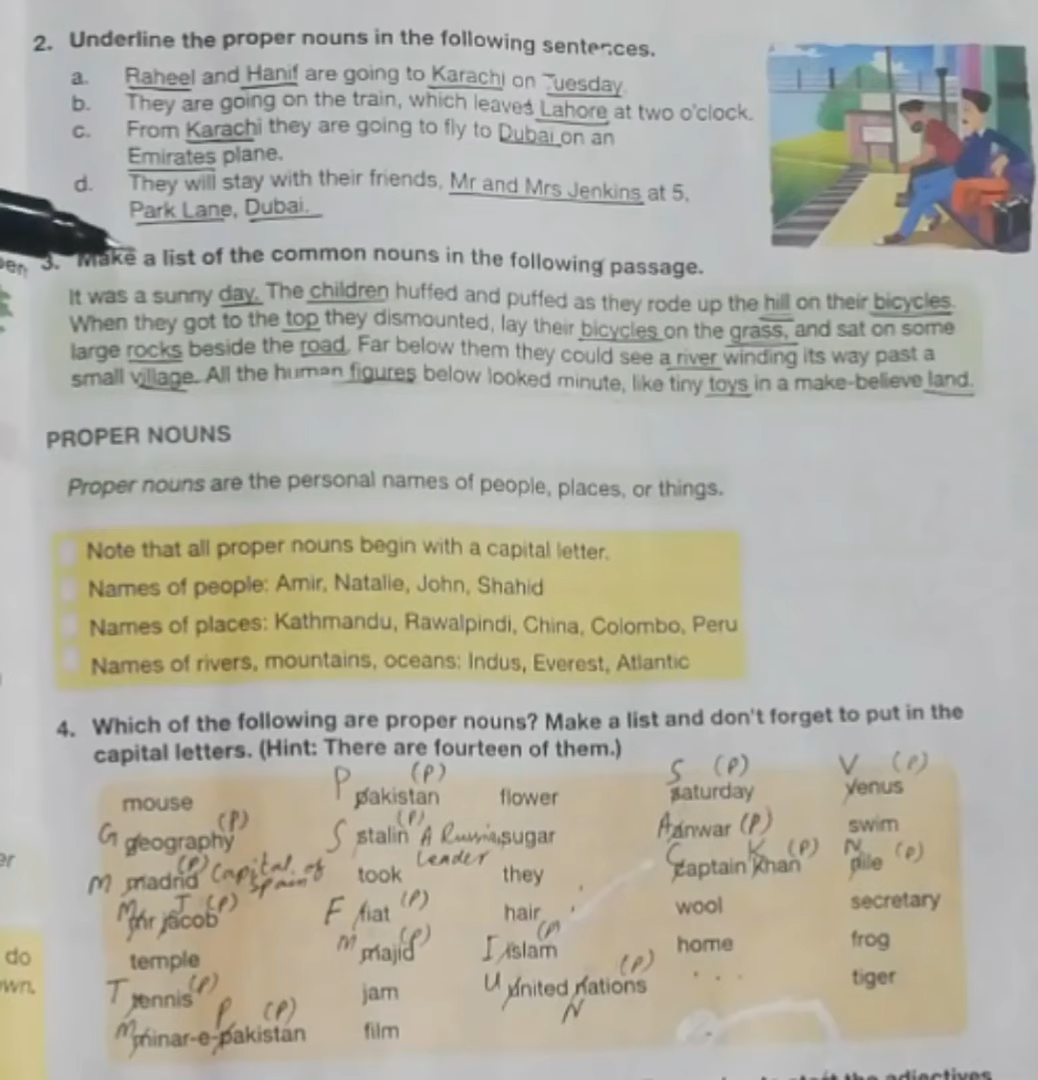 2. Underline the proper nouns in the following sentences.
a. Raheel and Hanif are going to Karachi on Tuesday.
b. They are going on the train, which leaves Lahore at two o'clock.
c. From Karachi they are going to fly to Dubai on an
Emirates plane.
d. They will stay with their friends, Mr and Mrs Jenkins at 5,
Park Lane, Dubai.
3. Make a list of the common nouns in the following passage.
It was a sunny day. The children huffed and puffed as they rode up the hill on their bicycles.
When they got to the top they dismounted, lay their bicycles on the grass, and sat on some
large rocks beside the road. Far below them they could see a river winding its way past a
small village. All the human figures below looked minute, like tiny toys in a make-believe land.
PROPER NOUNS
Proper nouns are the personal names of people, places, or things.
Note that all proper nouns begin with a capital letter.
Names of people: Amir, Natalie, John, Shahid
Names of places: Kathmandu, Rawalpindi, China, Colombo, Peru
Names of rivers, mountains, oceans: Indus, Everest, Atlantic
4. Which of the following are proper nouns? Make a list and don't forget to put in the
capital letters. (Hint: There are fourteen of them.)
P (P) S (P) V (P)
mouse pakistan flower saturday venus
G geography (P) S stalin (P) A Russian Leader sugar A anwar (P) swim
M madrid (P) Capital of Spain took they C captain K khan (P) N nile (P)
M mr J jacob (P) F fiat (P) hair wool secretary
temple M majid (P) I islam (P) home frog
T tennis (P) jam U united N nations (P) tiger
M minar-e-P pakistan (P) film
do
wn.
er
en
the adjectives